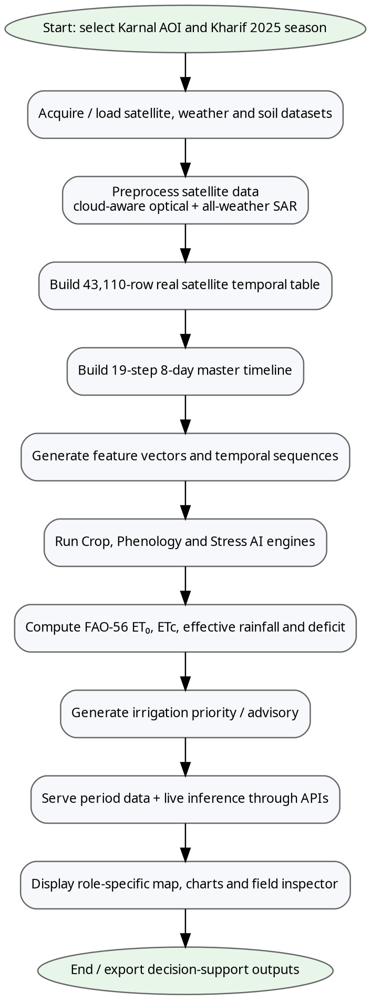 Start: select Karnal AOI and Kharif 2025 season
Acquire / load satellite, weather and soil datasets
Preprocess satellite data
cloud-aware optical + all-weather SAR
Build 43,110-row real satellite temporal table
Build 19-step 8-day master timeline
Generate feature vectors and temporal sequences
Run Crop, Phenology and Stress AI engines
Compute FAO-56 ET₀, ETc, effective rainfall and deficit
Generate irrigation priority / advisory
Serve period data + live inference through APIs
Display role-specific map, charts and field inspector
End / export decision-support outputs